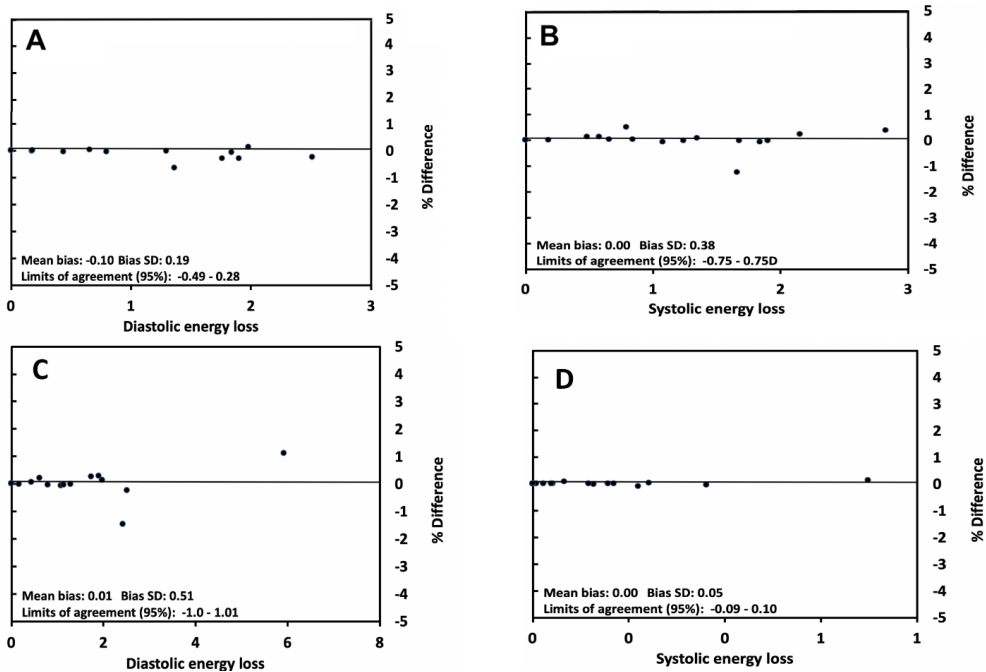 A
5
4
3
2
1
0
-1
-2
-3
-4
-5
% Difference
Mean bias: -0.10 Bias SD: 0.19
Limits of agreement (95%): -0.49 - 0.28
0 1 2 3
Diastolic energy loss
B
5
4
3
2
1
0
-1
-2
-3
-4
-5
% Difference
Mean bias: 0.00 Bias SD: 0.38
Limits of agreement (95%): -0.75 - 0.75D
0 1 2 3
Systolic energy loss
C
5
4
3
2
1
0
-1
-2
-3
-4
-5
% Difference
Mean bias: 0.01 Bias SD: 0.51
Limits of agreement (95%): -1.0 - 1.01
0 2 4 6 8
Diastolic energy loss
D
5
4
3
2
1
0
-1
-2
-3
-4
-5
% Difference
Mean bias: 0.00 Bias SD: 0.05
Limits of agreement (95%): -0.09 - 0.10
0 0 0 1 1
Systolic energy loss